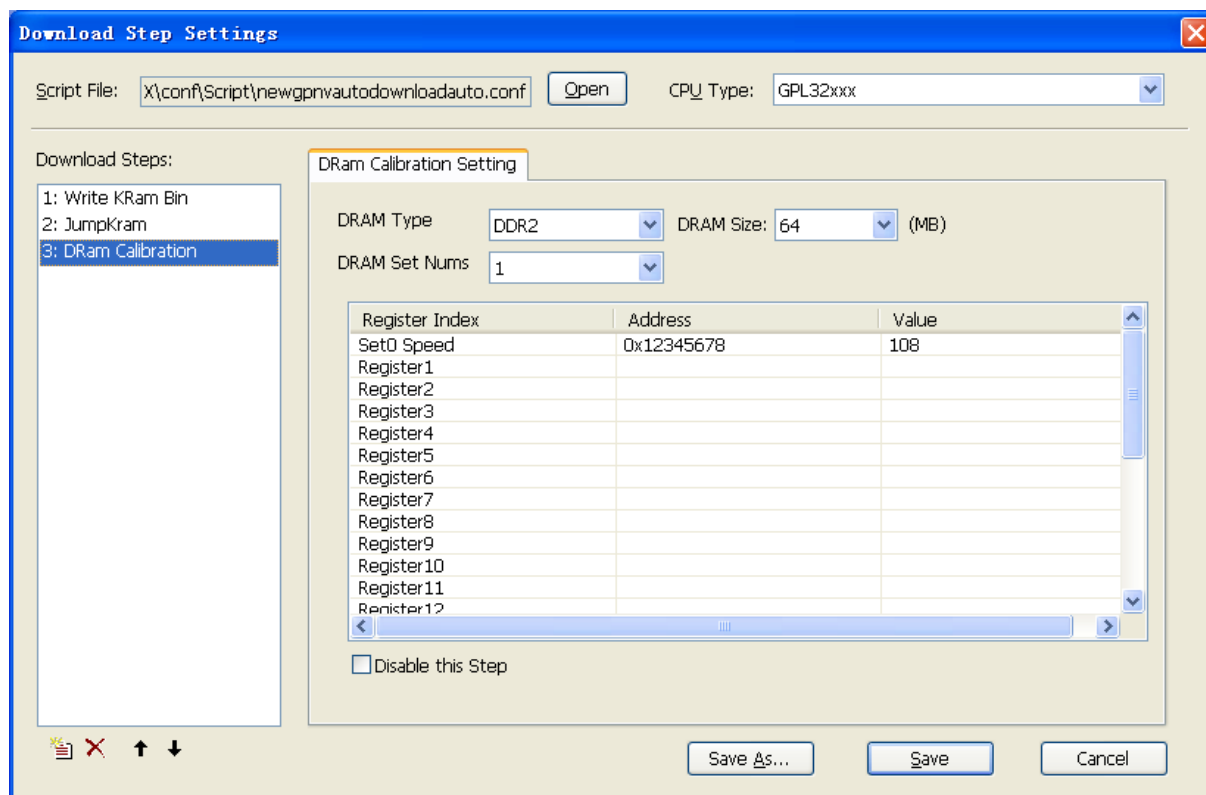 Download Step Settings
Script File: X\conf\Script\newgpnvautodownloadauto.conf Open CPU Type: GPL32xxx
Download Steps:
1: Write KRam Bin
2: JumpKram
3: DRam Calibration
DRam Calibration Setting
DRAM Type DDR2 DRAM Size: 64 (MB)
DRAM Set Nums 1
Register Index Address Value
Set0 Speed 0x12345678 108
Register1
Register2
Register3
Register4
Register5
Register6
Register7
Register8
Register9
Register10
Register11
Register12
Disable this Step
Save As... Save Cancel